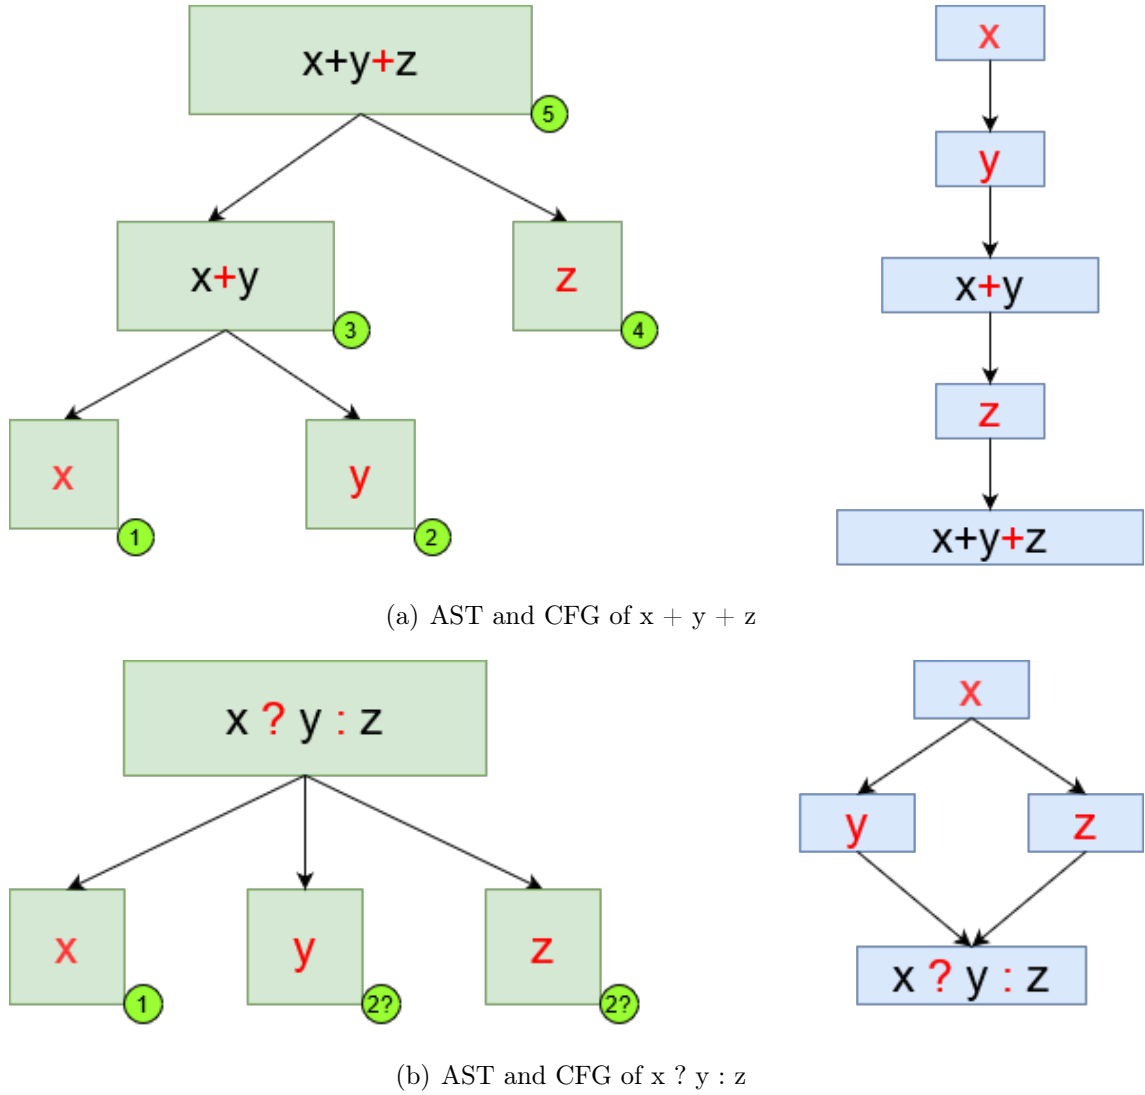 x+y+z
5
x+y
3
z
4
x
1
y
2
x
y
x+y
z
x+y+z
(a) AST and CFG of x + y + z
x ? y : z
x
1
y
2?
z
2?
x
y
z
x ? y : z
(b) AST and CFG of x ? y : z